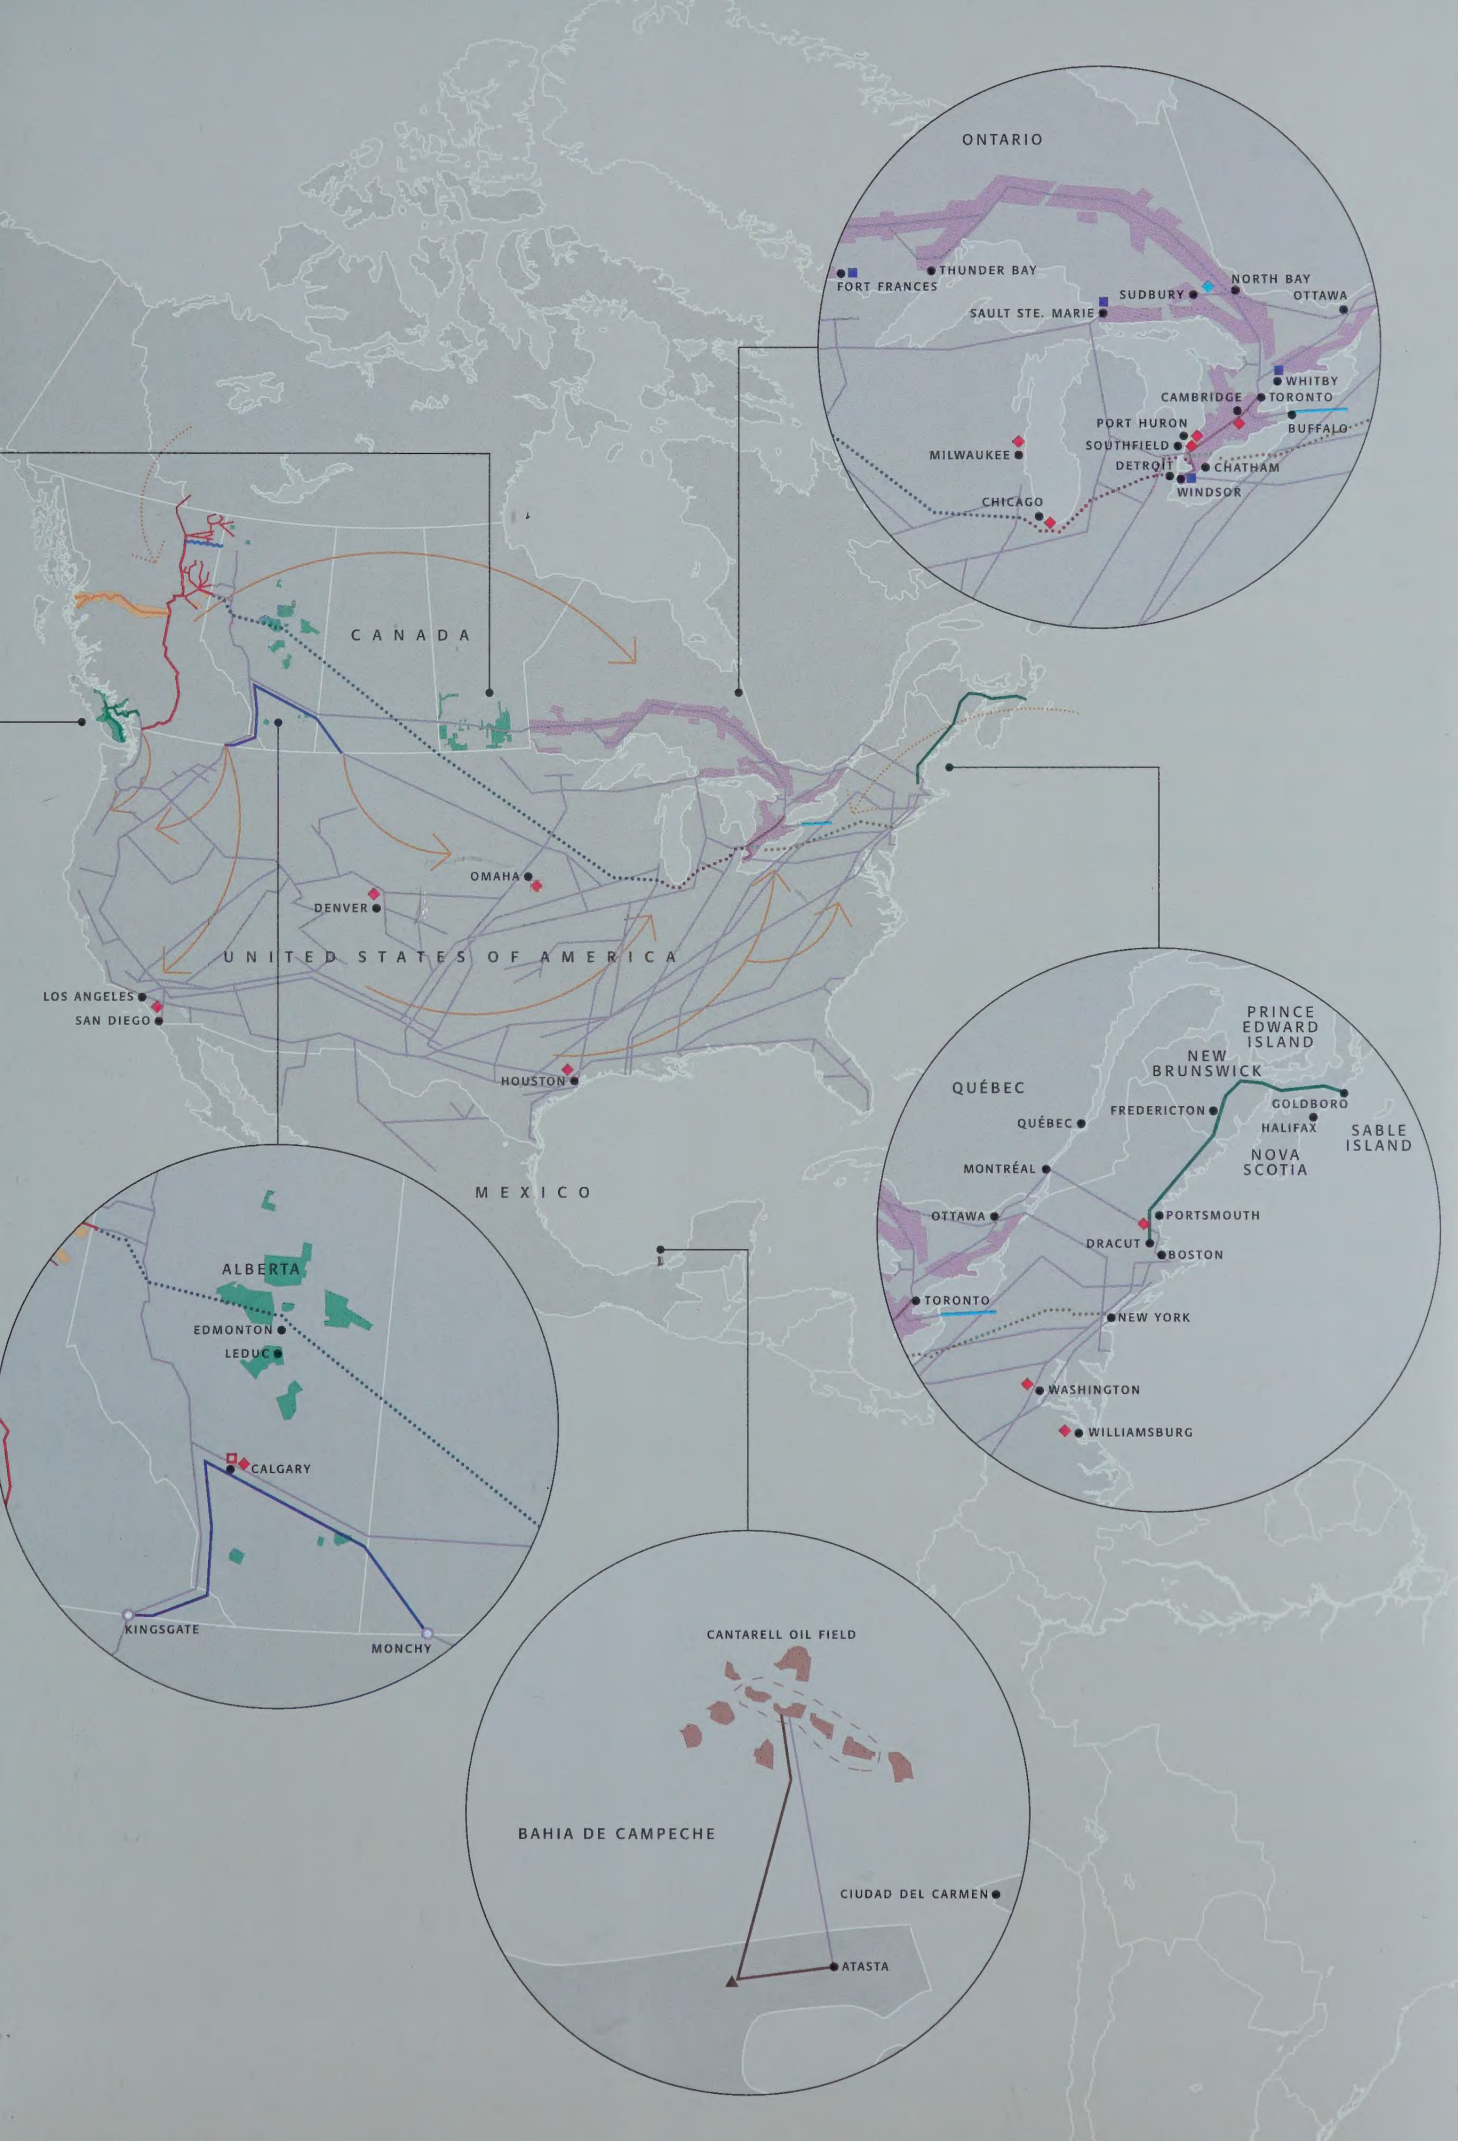 ONTARIO
THUNDER BAY
FORT FRANCES
NORTH BAY
SUDBURY
OTTAWA
SAULT STE. MARIE
WHITBY
CAMBRIDGE
TORONTO
PORT HURON
BUFFALO
SOUTHFIELD
MILWAUKEE
DETROIT
CHATHAM
WINDSOR
CHICAGO
CANADA
OMAHA
DENVER
UNITED STATES OF AMERICA
LOS ANGELES
SAN DIEGO
HOUSTON
MEXICO
PRINCE
EDWARD
ISLAND
NEW
BRUNSWICK
QUÉBEC
FREDERICTON
GOLDBORO
QUÉBEC
HALIFAX
SABLE
ISLAND
NOVA
SCOTIA
MONTRÉAL
OTTAWA
PORTSMOUTH
DRACUT
BOSTON
TORONTO
NEW YORK
WASHINGTON
WILLIAMSBURG
ALBERTA
EDMONTON
LEDUC
CALGARY
KINGSGATE
MONCHY
CANTARELL OIL FIELD
BAHIA DE CAMPECHE
CIUDAD DEL CARMEN
ATASTA